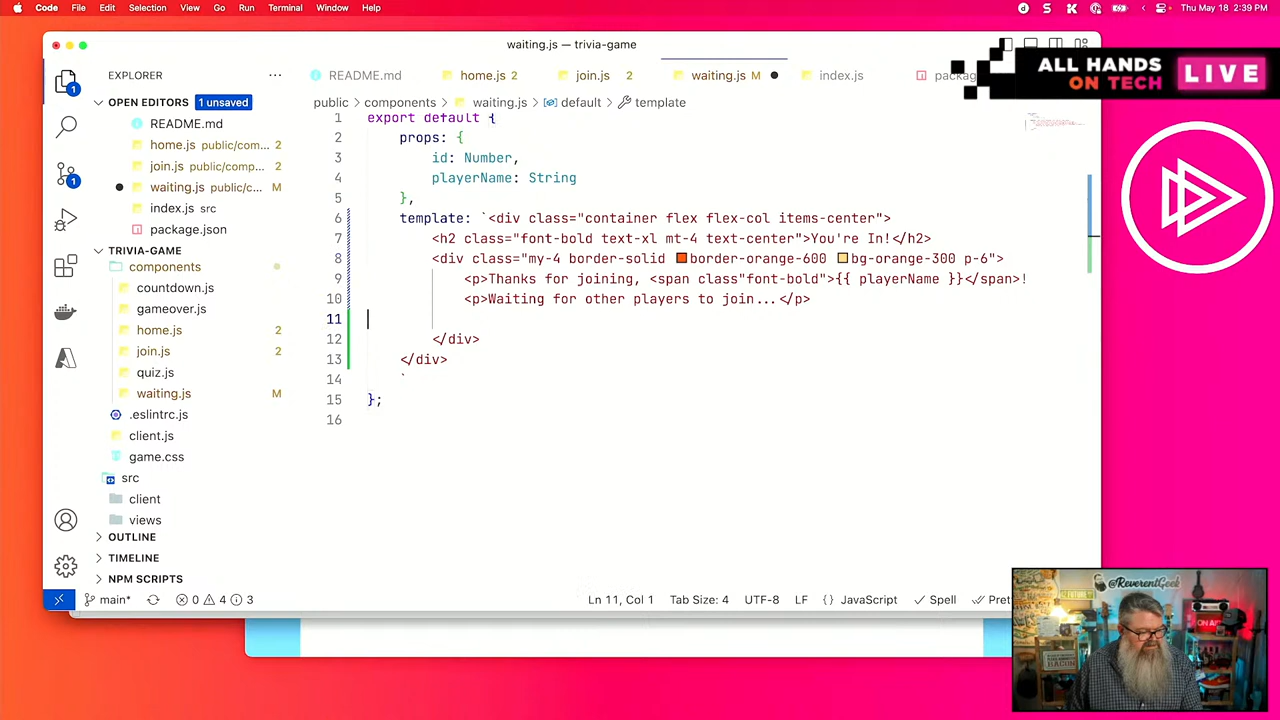 Code File Edit Selection View Go Run Terminal Window Help
Thu May 18 2:39 PM
waiting.js — trivia-game
ALL HANDS
ON TECH
LIVE
EXPLORER
README.md
home.js 2
join.js 2
waiting.js M
index.js
OPEN EDITORS 1 unsaved
public > components > waiting.js > default > template
README.md
home.js public/com... 2
join.js public/comp... 2
waiting.js public/c... M
index.js src
package.json
TRIVIA-GAME
components
countdown.js
gameover.js
home.js 2
join.js 2
quiz.js
waiting.js M
.eslintrc.js
client.js
game.css
src
client
views
OUTLINE
TIMELINE
NPM SCRIPTS
1 export default {
2 props: {
3 id: Number,
4 playerName: String
5 },
6 template: `<div class="container flex flex-col items-center">
7 <h2 class="font-bold text-xl mt-4 text-center">You're In!</h2>
8 <div class="my-4 border-solid border-orange-600 bg-orange-300 p-6">
9 <p>Thanks for joining, <span class"font-bold">{{ playerName }}</span>!
10 <p>Waiting for other players to join...</p>
11
12 </div>
13 </div>
14 `
15 };
16
main* 0 4 3
Ln 11, Col 1 Tab Size: 4 UTF-8 LF {} JavaScript Spell
@ReverentGeek